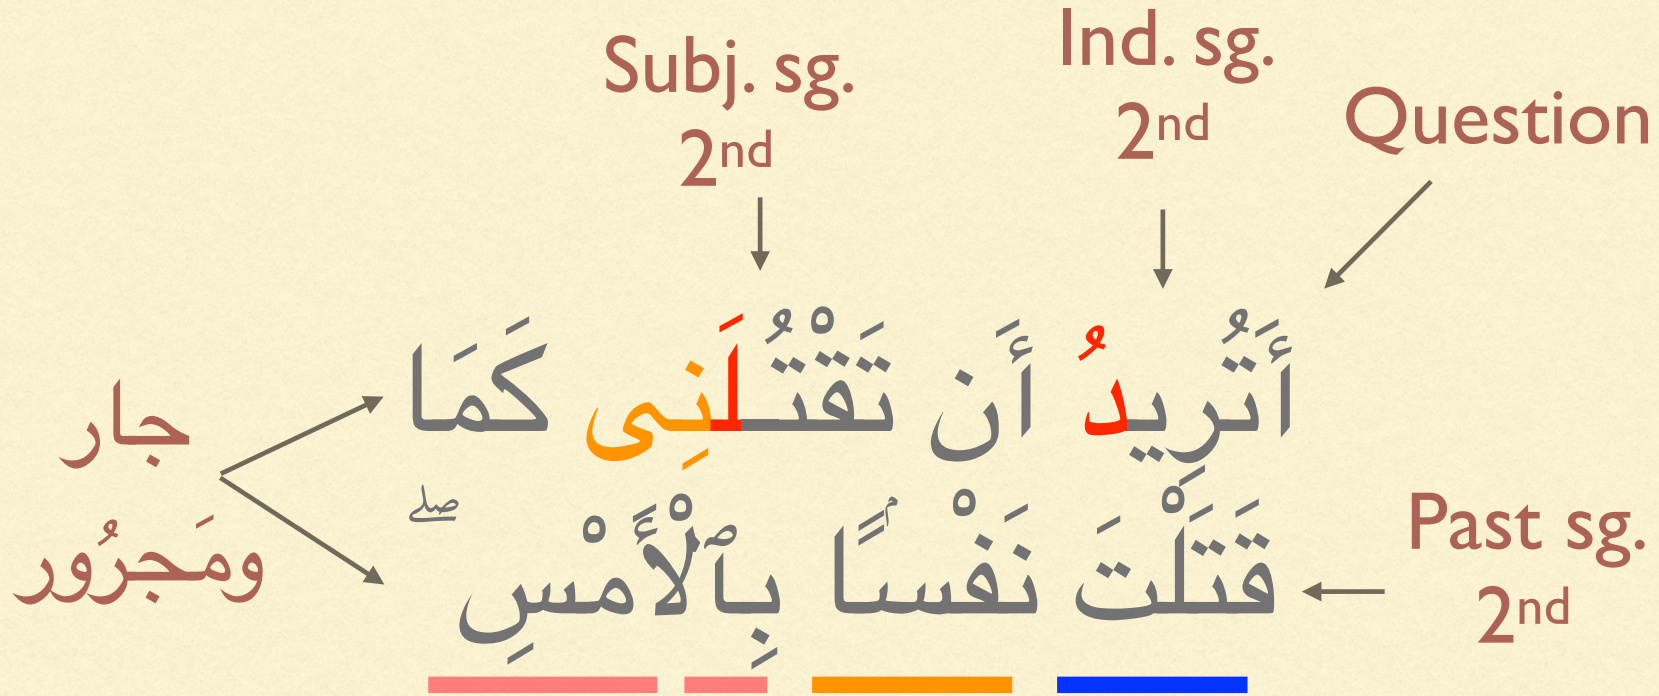 Ind. sg.
2nd
Subj. sg.
2nd
Question
أَتُرِيدُ أَن تَقْتُلَنِى كَمَا
قَتَلْتَ نَفْسًۢا بِٱلْأَمْسِ ۖ
جار
ومَجرُور
Past sg.
2nd